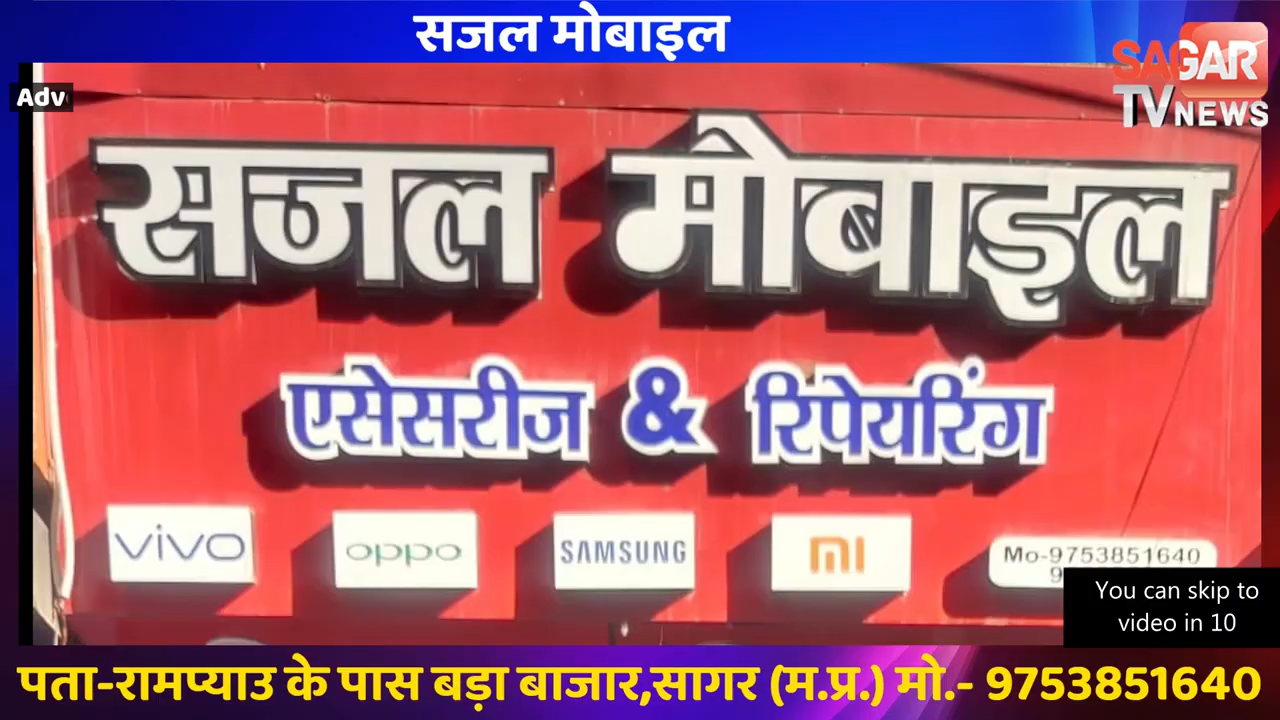 सजल मोबाइल
SAGAR
TV NEWS
Adv
सजल मोबाइल
एसेसरीज & रिपेयरिंग
vivo
oppo
SAMSUNG
mi
Mo-9753851640
You can skip to
video in 10
पता-रामप्याउ के पास बड़ा बाजार,सागर (म.प्र.) मो.- 9753851640